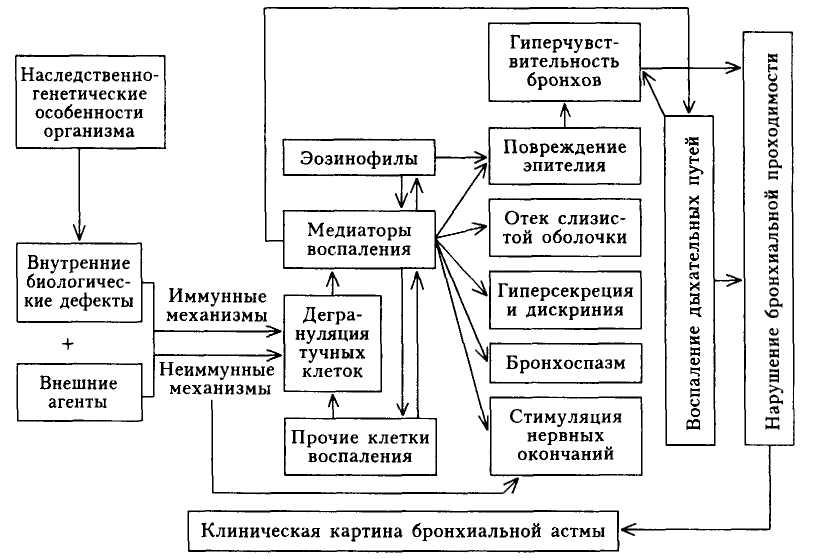 Наследственно-
генетические
особенности
организма
Внутренние
биологичес-
кие дефекты
+
Внешние
агенты
Иммунные
механизмы
Неиммунные
механизмы
Эозинофилы
Медиаторы
воспаления
Дегра-
нуляция
тучных
клеток
Прочие клетки
воспаления
Гиперчувст-
вительность
бронхов
Повреждение
эпителия
Отек слизис-
той оболочки
Гиперсекреция
и дискриния
Бронхоспазм
Стимуляция
нервных
окончаний
Воспаление дыхательных путей
Нарушение бронхиальной проходимости
Клиническая картина бронхиальной астмы